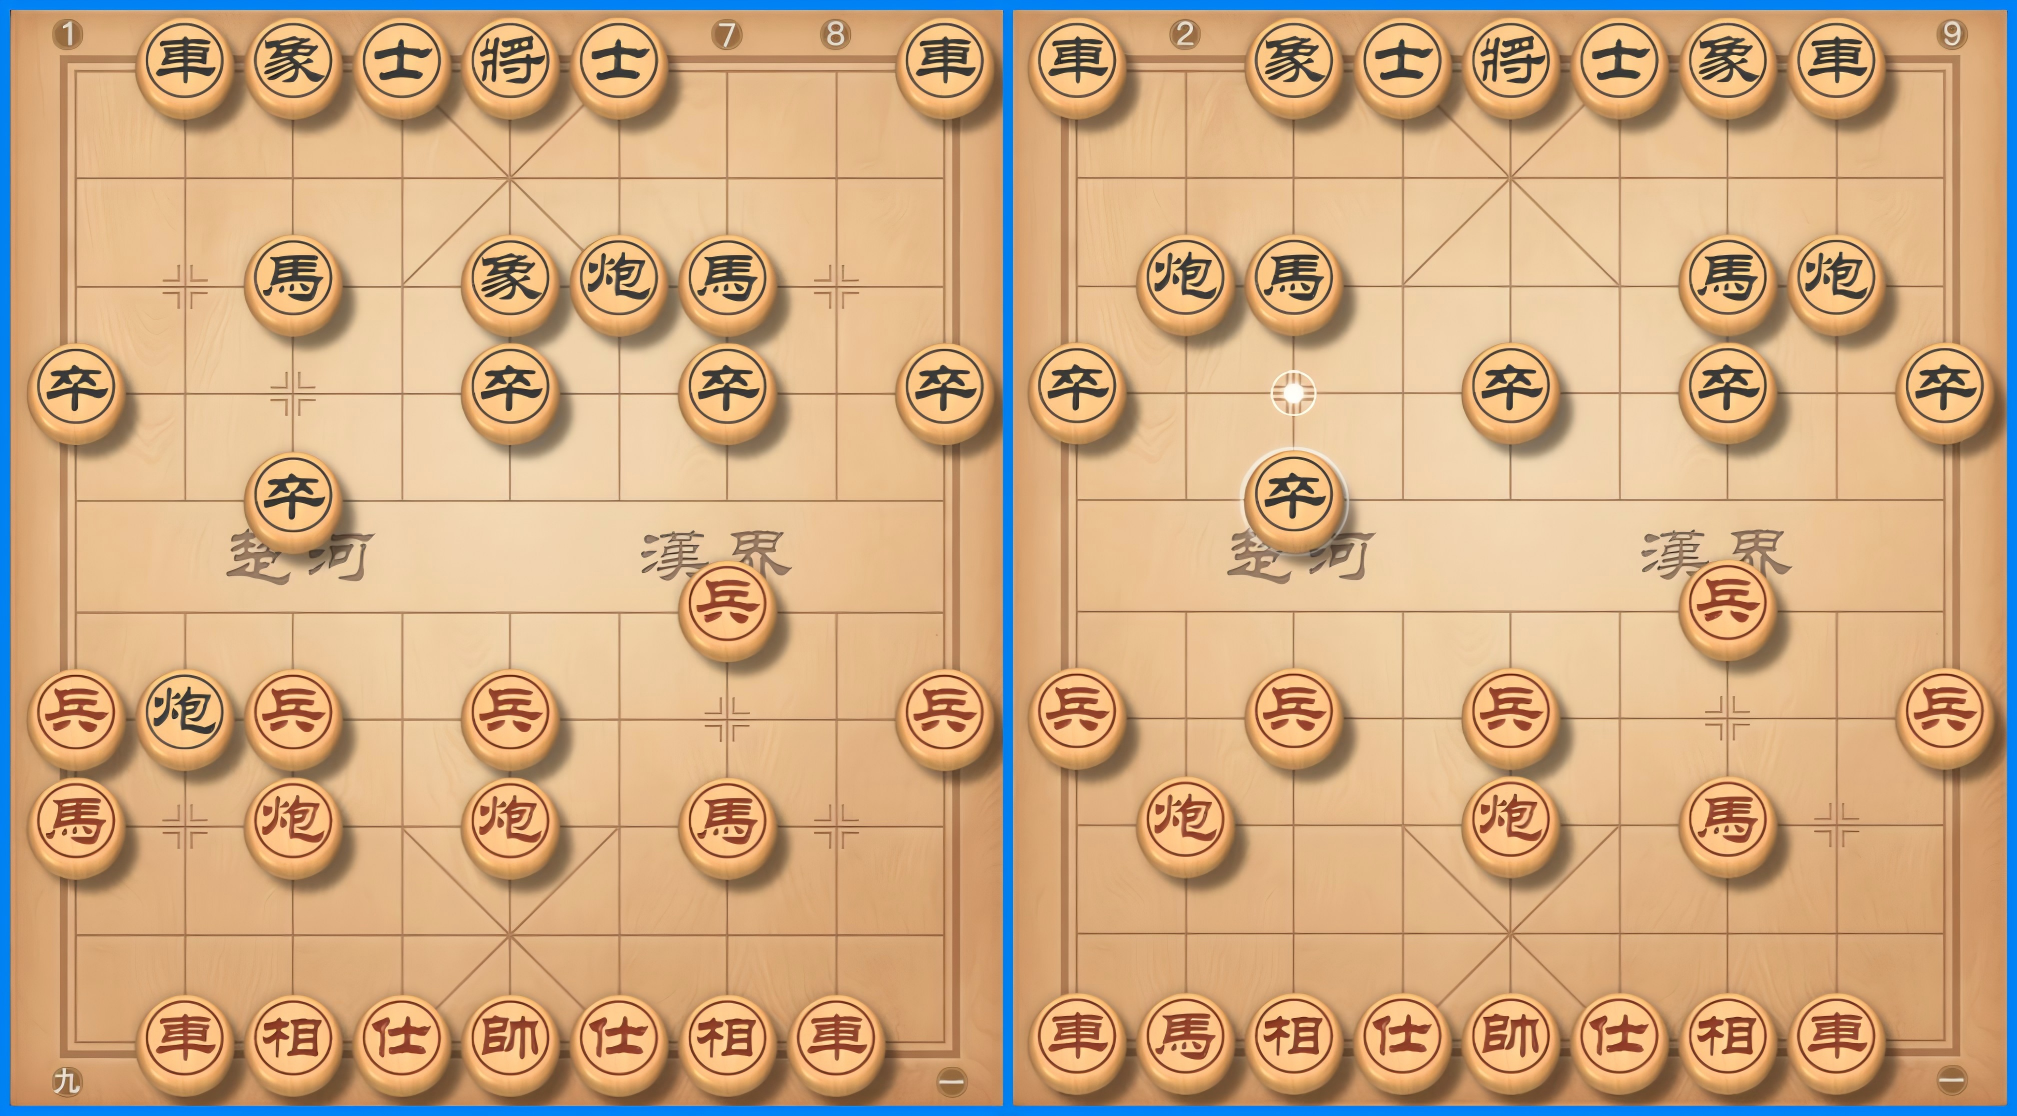 1 7 8
車 象 士 將 士 車
馬 象 炮 馬
卒 卒 卒 卒
卒
楚河 漢界
兵
兵 炮 兵 兵 兵
馬 炮 炮 馬
車 相 仕 帥 仕 相 車
九 一
2 9
車 象 士 將 士 象 車
炮 馬 馬 炮
卒 卒 卒 卒
卒
楚河 漢界
兵
兵 兵 兵 兵
炮 炮 馬
車 馬 相 仕 帥 仕 相 車
一